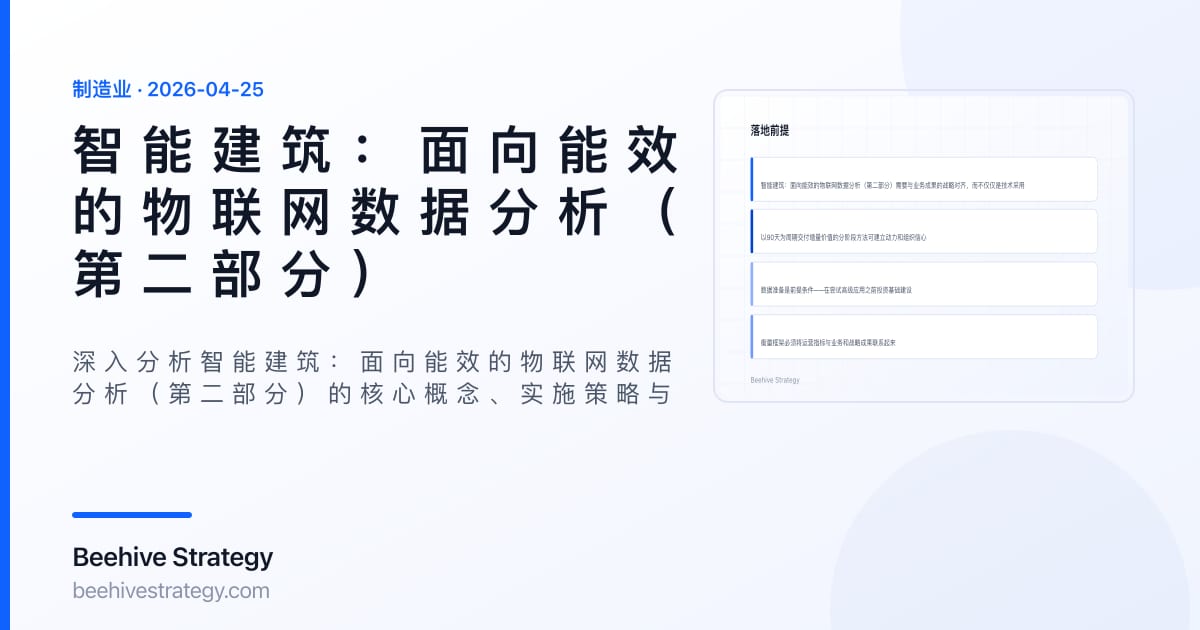 制造业 · 2026-04-25
智能建筑：面向能效
的物联网数据分析（
第二部分）
深入分析智能建筑：面向能效的物联网数据
分析（第二部分）的核心概念、实施策略与
Beehive Strategy
beehivestrategy.com
落地前提
智能建筑：面向能效的物联网数据分析（第二部分）需要与业务成果的战略对齐，而不仅仅是技术采用
以90天为周期交付增量价值的分阶段方法可建立动力和组织信心
数据准备是前提条件——在尝试高级应用之前投资基础建设
衡量框架必须将运营指标与业务和战略成果联系起来
Beehive Strategy